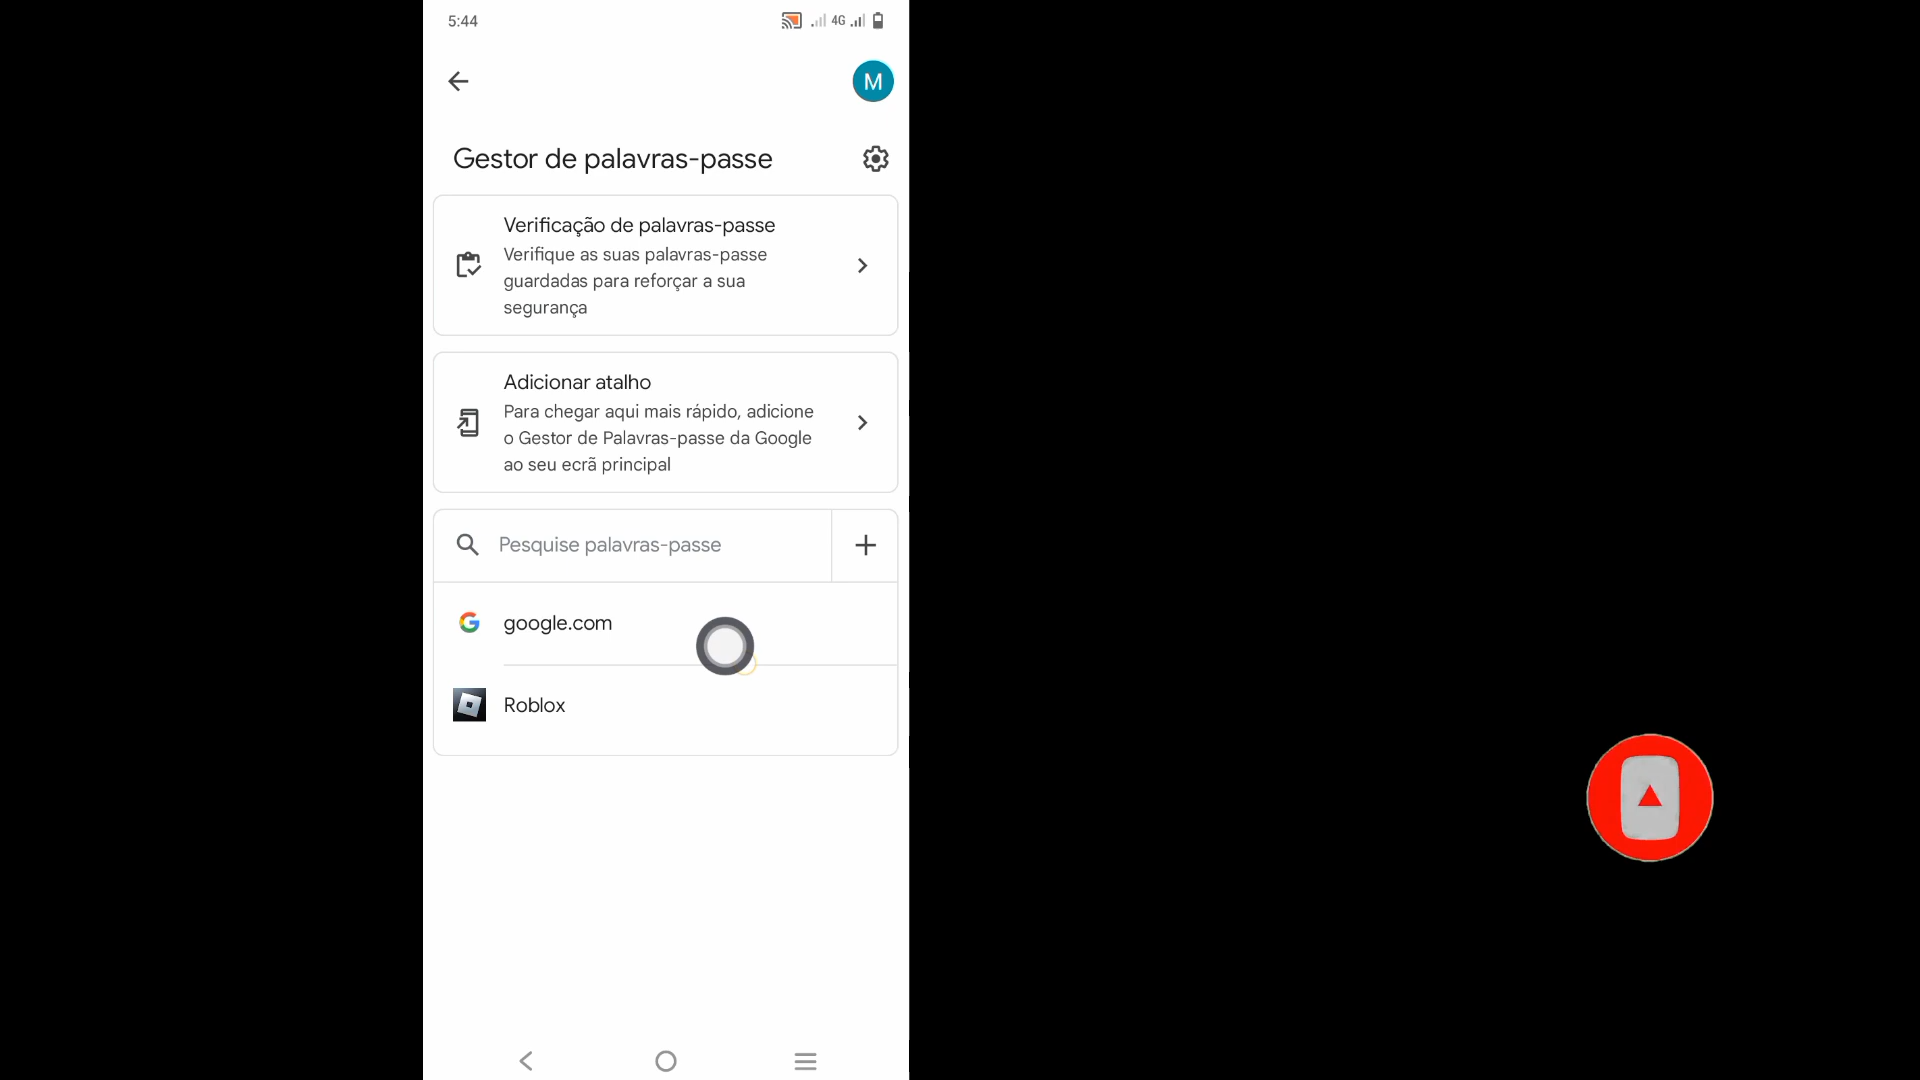 5:44
4G
M
Gestor de palavras-passe
Verificação de palavras-passe
Verifique as suas palavras-passe
guardadas para reforçar a sua
segurança
Adicionar atalho
Para chegar aqui mais rápido, adicione
o Gestor de Palavras-passe da Google
ao seu ecrã principal
Pesquise palavras-passe
google.com
Roblox